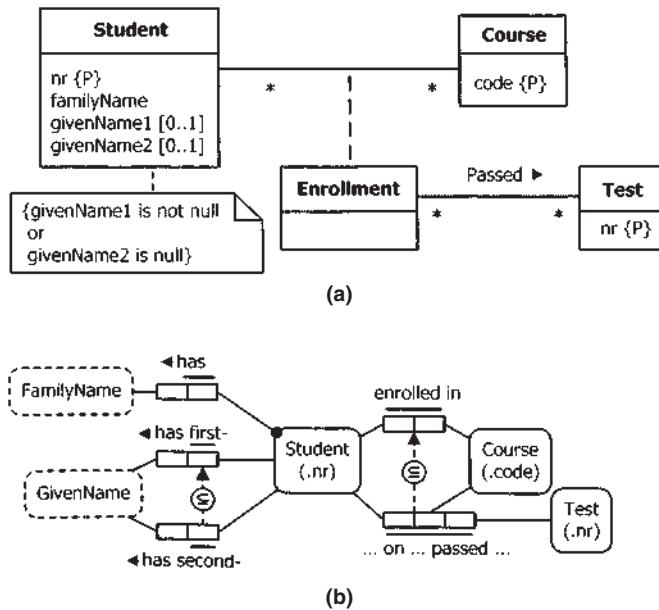 Student
Course
nr {P}
familyName
givenName1 [0..1]
givenName2 [0..1]
*
*
code {P}
Enrollment
Passed ►
Test
{givenName1 is not null
or
givenName2 is null}
*
*
nr {P}
(a)
◄ has
FamilyName
enrolled in
◄ has first-
Student
(.nr)
Course
(.code)
⊆
⊆
GivenName
Test
(.nr)
◄ has second-
... on ... passed ...
(b)